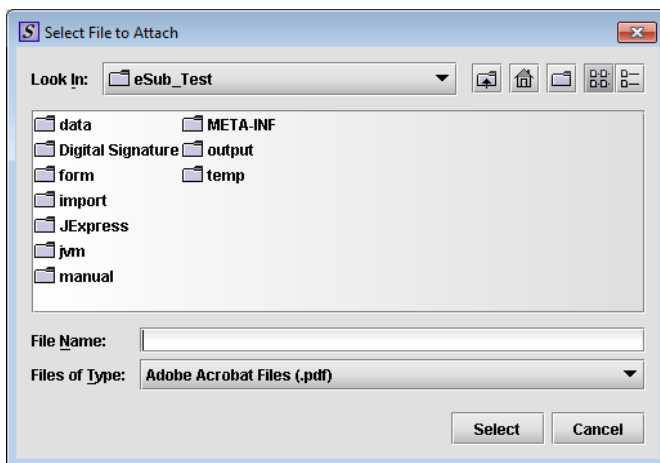 S Select File to Attach
Look In: eSub_Test
data META-INF
Digital Signature output
form temp
import
JExpress
jvm
manual
File Name:
Files of Type: Adobe Acrobat Files (.pdf)
Select Cancel